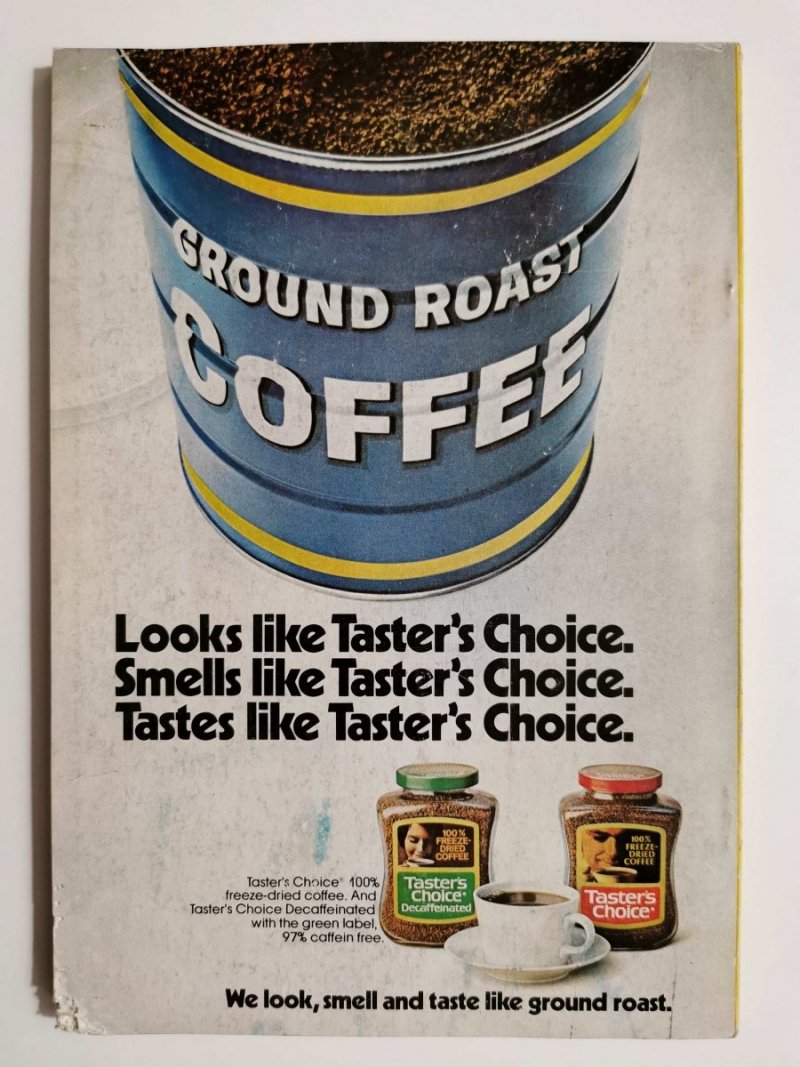 GROUND ROAST
COFFEE
Looks like Taster's Choice.
Smells like Taster's Choice.
Tastes like Taster's Choice.
100%
FREEZE-
DRIED
COFFEE
Taster's
Choice®
Decaffeinated
100%
FREEZE-
DRIED
COFFEE
Taster's
Choice®
Taster's Choice® 100%
freeze-dried coffee. And
Taster's Choice Decaffeinated
with the green label,
97% caffein free.
We look, smell and taste like ground roast.